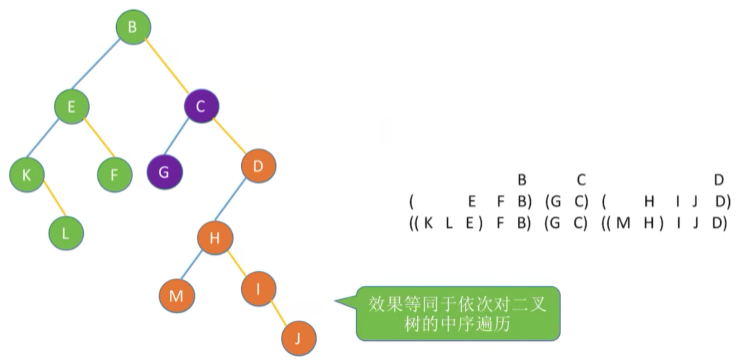 B
E
C
K
F
G
D
L
H
M
I
J
B C D
( E F B) (G C) ( H I J D)
((K L E) F B) (G C) ((M H) I J D)
效果等同于依次对二叉
树的中序遍历